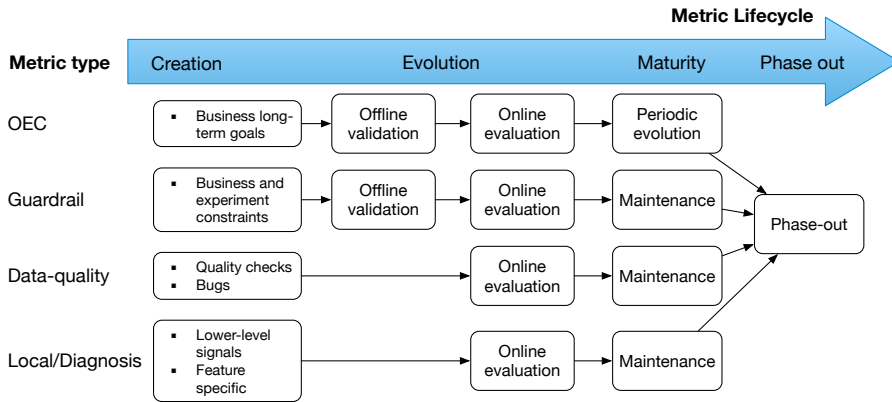 Metric Lifecycle
Metric type
Creation
Evolution
Maturity
Phase out
OEC
▪ Business long-
term goals
Offline
validation
Online
evaluation
Periodic
evolution
Guardrail
▪ Business and
experiment
constraints
Offline
validation
Online
evaluation
Maintenance
Phase-out
Data-quality
▪ Quality checks
▪ Bugs
Online
evaluation
Maintenance
Local/Diagnosis
▪ Lower-level
signals
▪ Feature
specific
Online
evaluation
Maintenance